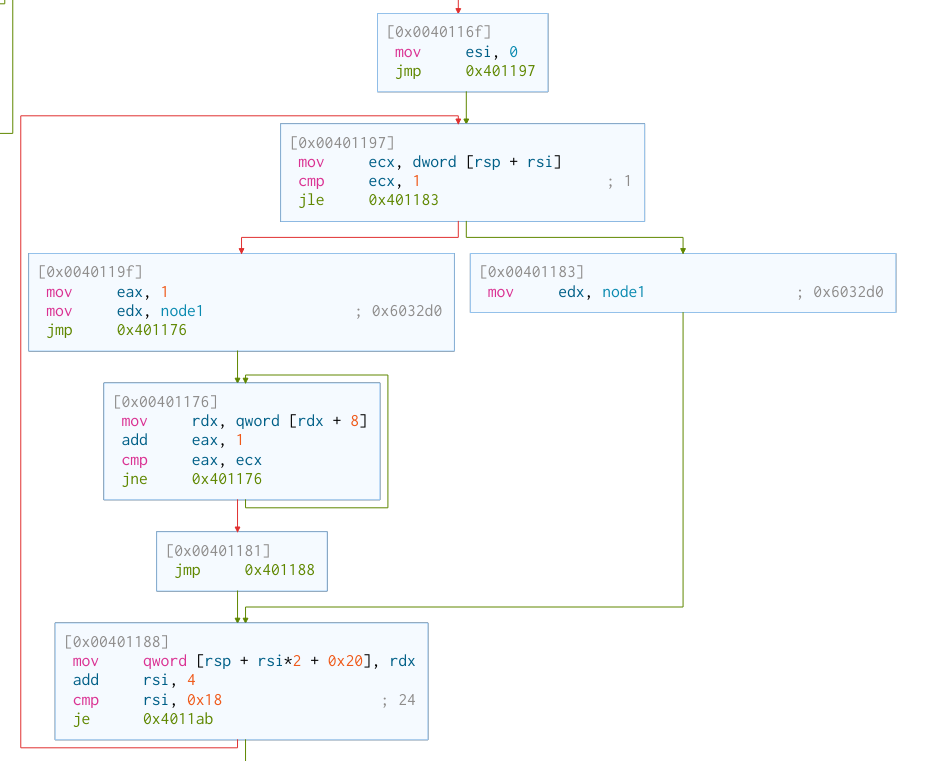 [0x0040116f]
mov esi, 0
jmp 0x401197
[0x00401197]
mov ecx, dword [rsp + rsi]
cmp ecx, 1 ; 1
jle 0x401183
[0x0040119f]
mov eax, 1
mov edx, node1 ; 0x6032d0
jmp 0x401176
[0x00401183]
mov edx, node1 ; 0x6032d0
[0x00401176]
mov rdx, qword [rdx + 8]
add eax, 1
cmp eax, ecx
jne 0x401176
[0x00401181]
jmp 0x401188
[0x00401188]
mov qword [rsp + rsi*2 + 0x20], rdx
add rsi, 4
cmp rsi, 0x18 ; 24
je 0x4011ab